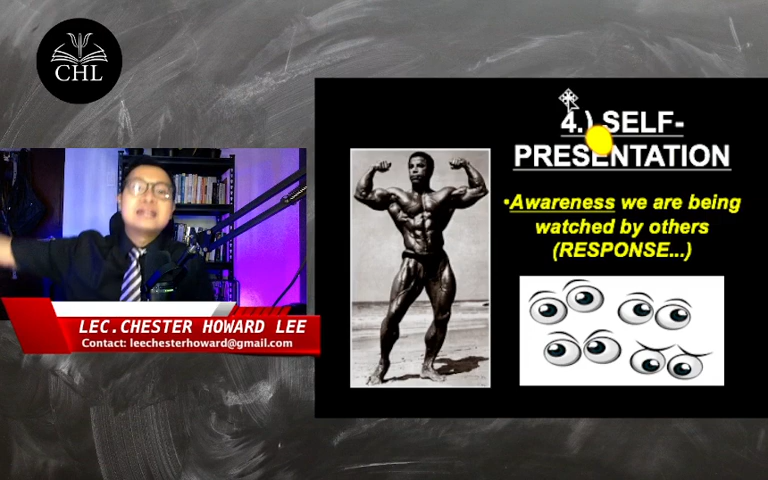 CHL
4.) SELF-
PRESENTATION
•Awareness we are being
watched by others
(RESPONSE...)
LEC.CHESTER HOWARD LEE
Contact: leechesterhoward@gmail.com